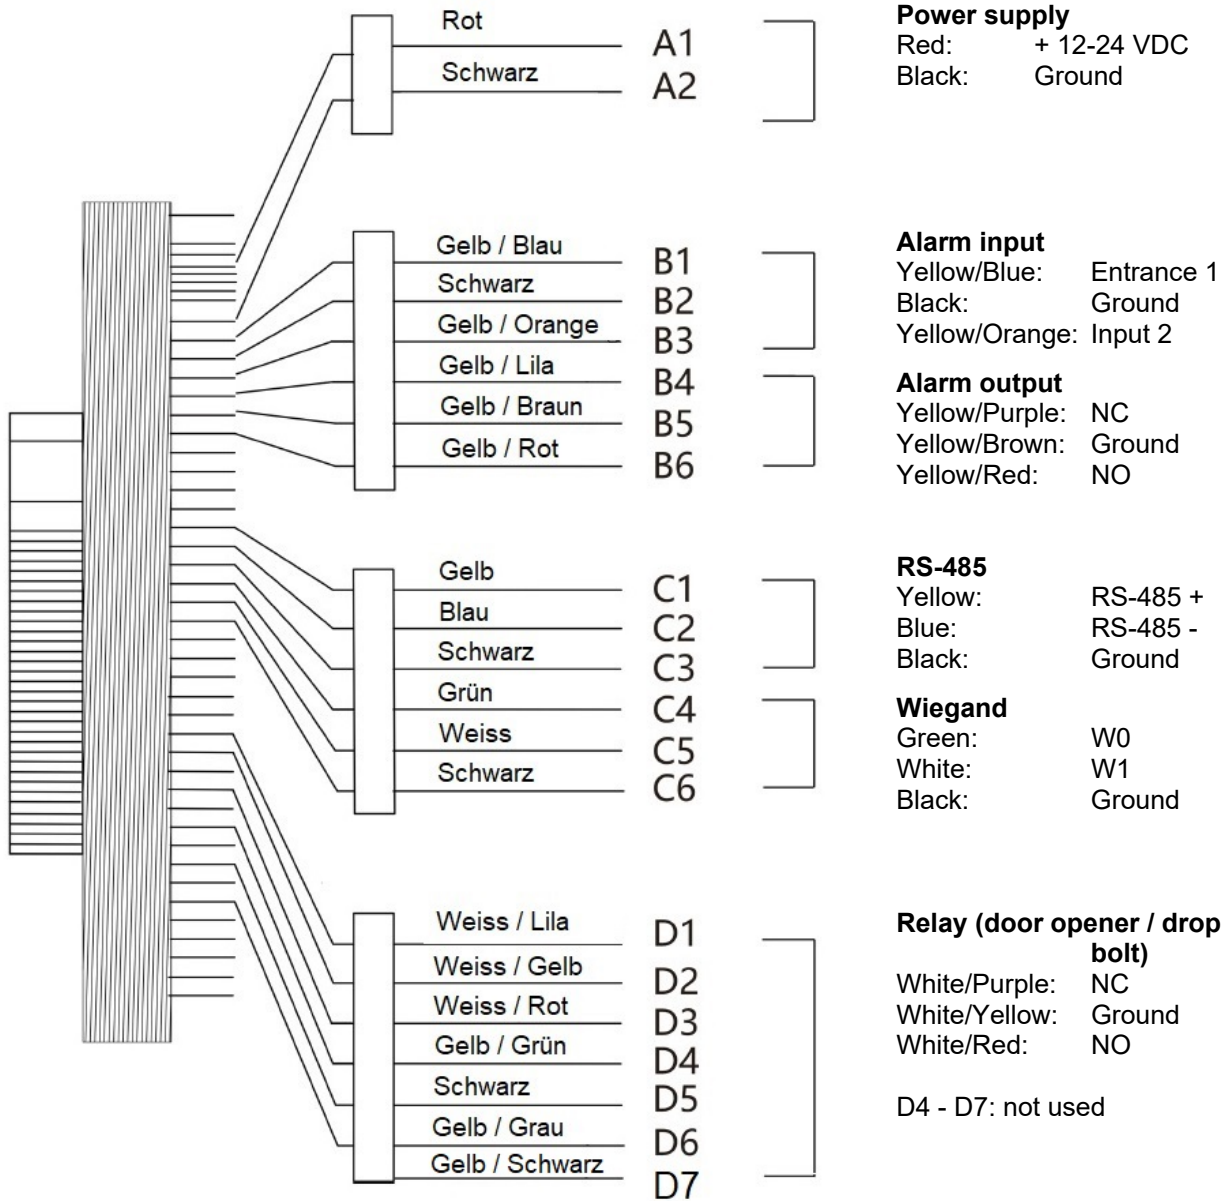 Rot
A1
Schwarz
A2
Power supply
Red: + 12-24 VDC
Black: Ground
Gelb / Blau
B1
Schwarz
B2
Gelb / Orange
B3
Gelb / Lila
B4
Gelb / Braun
B5
Gelb / Rot
B6
Alarm input
Yellow/Blue: Entrance 1
Black: Ground
Yellow/Orange: Input 2
Alarm output
Yellow/Purple: NC
Yellow/Brown: Ground
Yellow/Red: NO
Gelb
C1
Blau
C2
Schwarz
C3
Grün
C4
Weiss
C5
Schwarz
C6
RS-485
Yellow: RS-485 +
Blue: RS-485 -
Black: Ground
Wiegand
Green: W0
White: W1
Black: Ground
Weiss / Lila
D1
Weiss / Gelb
D2
Weiss / Rot
D3
Gelb / Grün
D4
Schwarz
D5
Gelb / Grau
D6
Gelb / Schwarz
D7
Relay (door opener / drop
bolt)
White/Purple: NC
White/Yellow: Ground
White/Red: NO
D4 - D7: not used